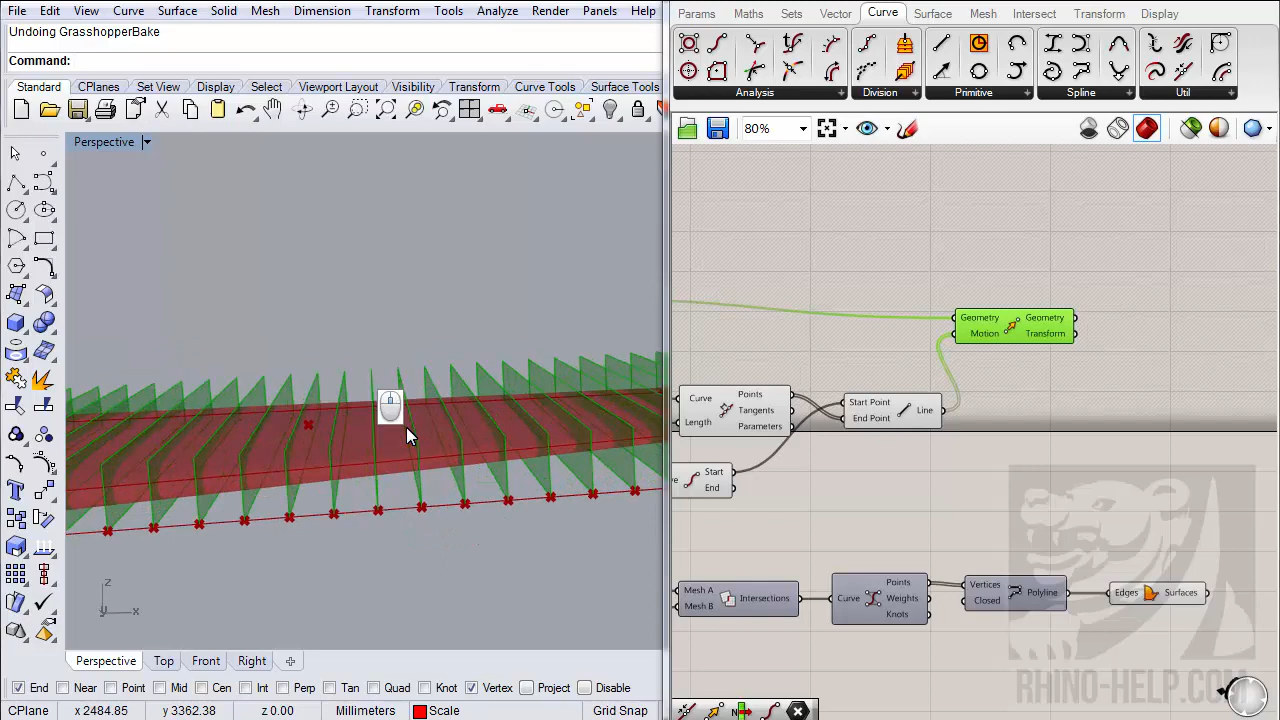 File Edit View Curve Surface Solid Mesh Dimension Transform Tools Analyze Render Panels Help
Undoing GrasshopperBake
Command:
Standard CPlanes Set View Display Select Viewport Layout Visibility Transform Curve Tools Surface Tools
Perspective
z
y
x
Perspective Top Front Right
End Near Point Mid Cen Int Perp Tan Quad Knot Vertex Project Disable
CPlane x 2484.85 y 3362.38 z 0.00 Millimeters Scale Grid Snap
Params Maths Sets Vector Curve Surface Mesh Intersect Transform Display
Analysis Division Primitive Spline Util
80%
Geometry Geometry
Motion Transform
Curve Points
Tangents
Length Parameters
Start Point
End Point Line
Start
End
Mesh A
Mesh B Intersections
Points
Curve Weights
Knots
Vertices
Closed Polyline
Edges Surfaces
RHINO-HELP.COM